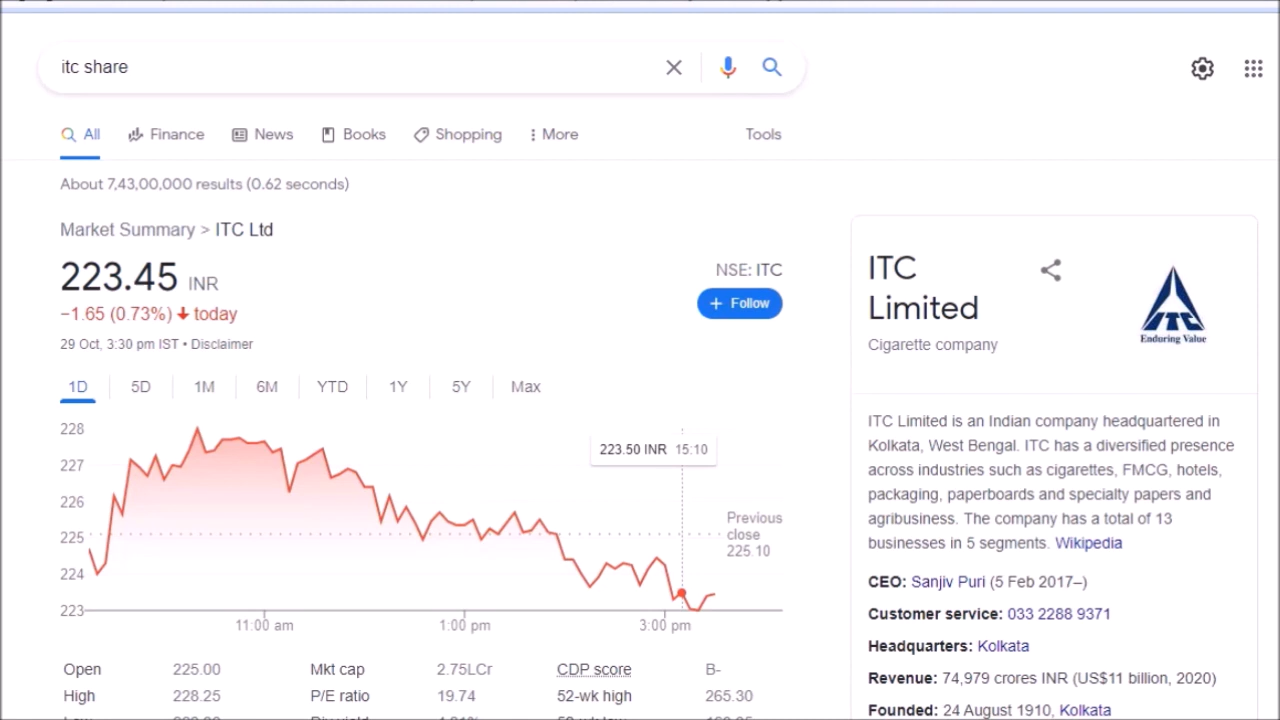 itc share
All
Finance
News
Books
Shopping
More
Tools
About 7,43,00,000 results (0.62 seconds)
Market Summary > ITC Ltd
223.45 INR
NSE: ITC
−1.65 (0.73%) today
+ Follow
29 Oct, 3:30 pm IST • Disclaimer
1D 5D 1M 6M YTD 1Y 5Y Max
228
227
226
225
224
223
223.50 INR 15:10
Previous
close
225.10
11:00 am
1:00 pm
3:00 pm
Open 225.00 Mkt cap 2.75LCr CDP score B-
High 228.25 P/E ratio 19.74 52-wk high 265.30
ITC
Limited
Cigarette company
ITC
Enduring Value
ITC Limited is an Indian company headquartered in
Kolkata, West Bengal. ITC has a diversified presence
across industries such as cigarettes, FMCG, hotels,
packaging, paperboards and specialty papers and
agribusiness. The company has a total of 13
businesses in 5 segments. Wikipedia
CEO: Sanjiv Puri (5 Feb 2017–)
Customer service: 033 2288 9371
Headquarters: Kolkata
Revenue: 74,979 crores INR (US$11 billion, 2020)
Founded: 24 August 1910, Kolkata